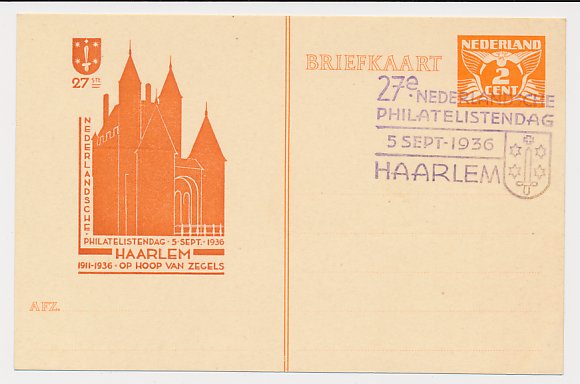 27STE
NEDERLANDSCHE·
PHILATELISTENDAG·5·SEPT·1936
HAARLEM
1911-1936·OP HOOP VAN ZEGELS
AFZ.
BRIEFKAART
NEDERLAND
2
CENT
27e. NEDERLANDSCHE
PHILATELISTENDAG
5 SEPT-1936
HAARLEM